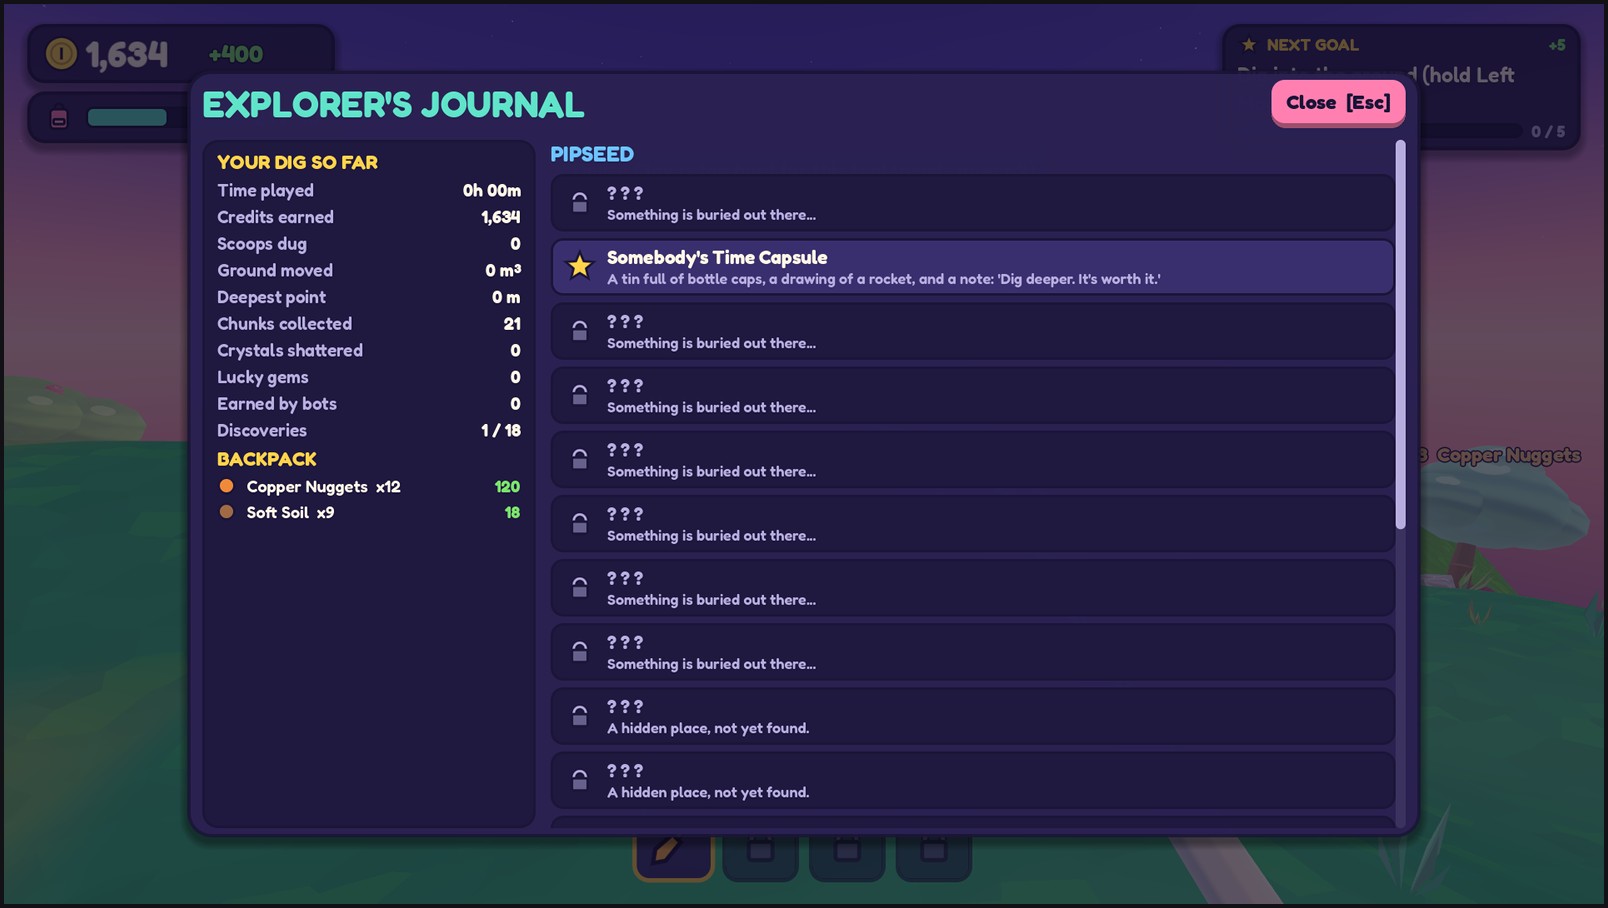 1,634 +400
NEXT GOAL +5
(hold Left
0 / 5
EXPLORER'S JOURNAL
Close [Esc]
YOUR DIG SO FAR
Time played 0h 00m
Credits earned 1,634
Scoops dug 0
Ground moved 0 m³
Deepest point 0 m
Chunks collected 21
Crystals shattered 0
Lucky gems 0
Earned by bots 0
Discoveries 1 / 18
BACKPACK
Copper Nuggets x12 120
Soft Soil x9 18
PIPSEED
? ? ?
Something is buried out there...
Somebody's Time Capsule
A tin full of bottle caps, a drawing of a rocket, and a note: 'Dig deeper. It's worth it.'
? ? ?
Something is buried out there...
? ? ?
Something is buried out there...
? ? ?
Something is buried out there...
? ? ?
Something is buried out there...
? ? ?
Something is buried out there...
? ? ?
Something is buried out there...
? ? ?
A hidden place, not yet found.
? ? ?
A hidden place, not yet found.
Copper Nuggets